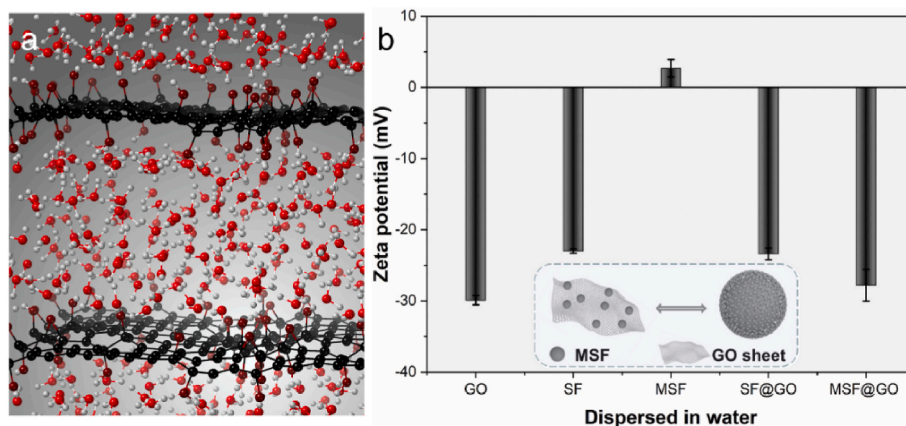 a
b
Zeta potential (mV)
10
0
-10
-20
-30
-40
MSF
GO sheet
GO
SF
MSF
SF@GO
MSF@GO
Dispersed in water